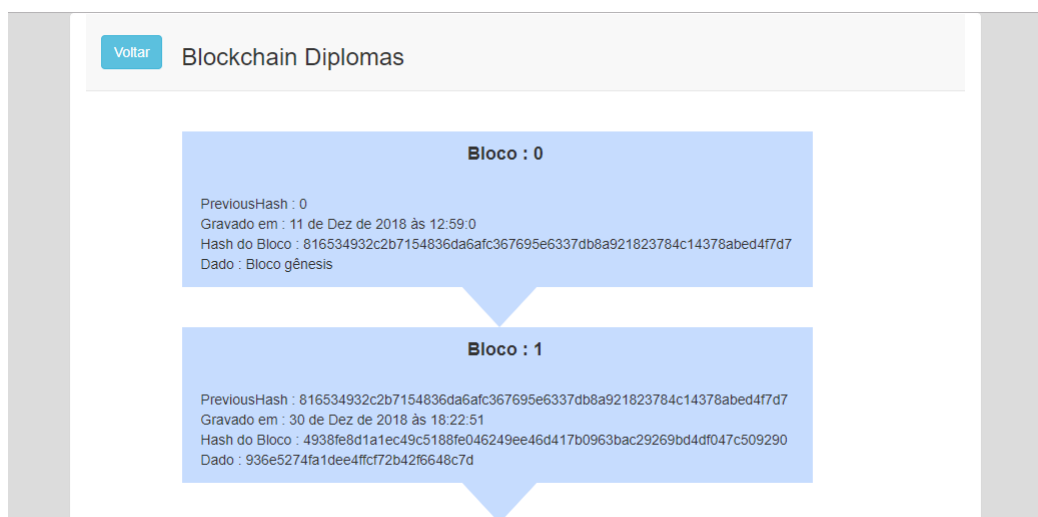 Voltar
Blockchain Diplomas
Bloco : 0
PreviousHash : 0
Gravado em : 11 de Dez de 2018 às 12:59:0
Hash do Bloco : 816534932c2b7154836da6afc367695e6337db8a921823784c14378abed4f7d7
Dado : Bloco gênesis
Bloco : 1
PreviousHash : 816534932c2b7154836da6afc367695e6337db8a921823784c14378abed4f7d7
Gravado em : 30 de Dez de 2018 às 18:22:51
Hash do Bloco : 4938fe8d1a1ec49c5188fe046249ee46d417b0963bac29269bd4df047c509290
Dado : 936e5274fa1dee4ffcf72b42f6648c7d